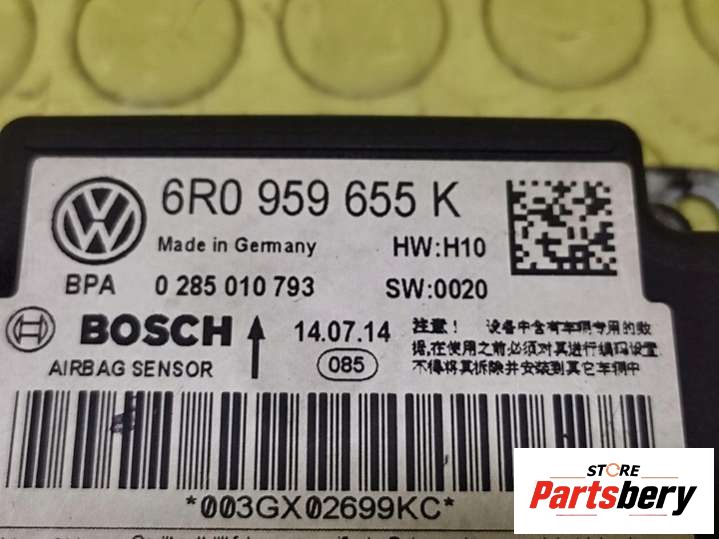 6R0 959 655 K
Made in Germany HW:H10
BPA 0 285 010 793 SW:0020
BOSCH 14.07.14
AIRBAG SENSOR 085
注意! 设备中含有车辆专用的数
据,在使用之前必须对其进行编码设置
不得将其拆除并安装到其它车辆中
*003GX02699KC*
STORE
Partsbery